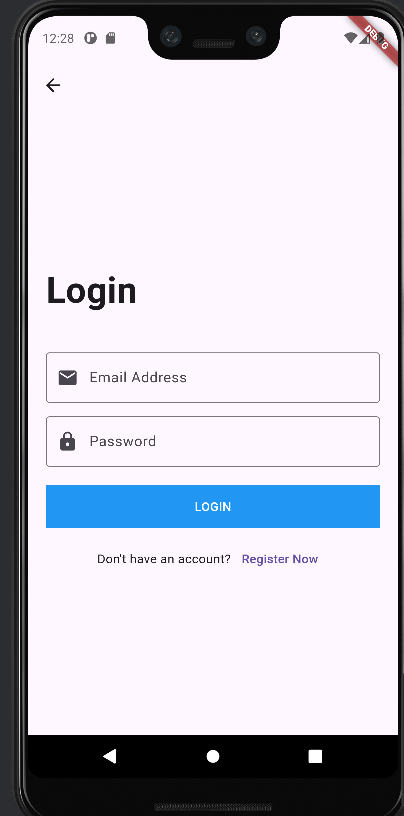 12:28
DEBUG
Login
Email Address
Password
LOGIN
Don't have an account? Register Now